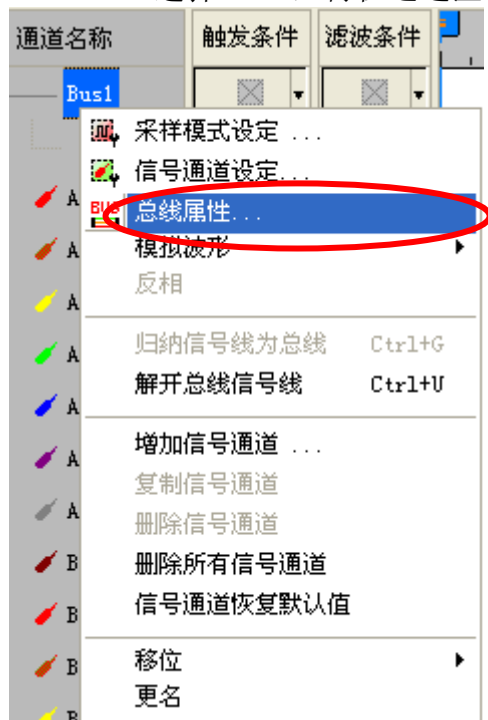 通道名称 触发条件 滤波条件
Bus1
采样模式设定 ...
信号通道设定...
A BUS 总线属性...
A 模拟波形
A 反相
A 归纳信号线为总线 Ctrl+G
A 解开总线信号线 Ctrl+U
A 增加信号通道 ...
复制信号通道
A 删除信号通道
B 删除所有信号通道
B 信号通道恢复默认值
B 移位
B 更名